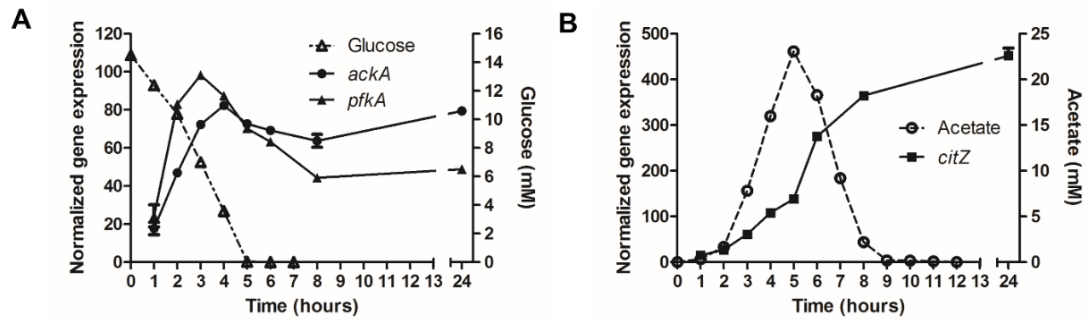 A
Normalized gene expression
120
100
80
60
40
20
0
Glucose
ackA
pfkA
16
14
12
10
8
6
4
2
0
Glucose (mM)
0 1 2 3 4 5 6 7 8 9 10 11 12 13 24
Time (hours)
B
Normalized gene expression
500
400
300
200
100
0
Acetate
citZ
25
20
15
10
5
0
Acetate (mM)
0 1 2 3 4 5 6 7 8 9 10 11 12 13 24
Time (hours)